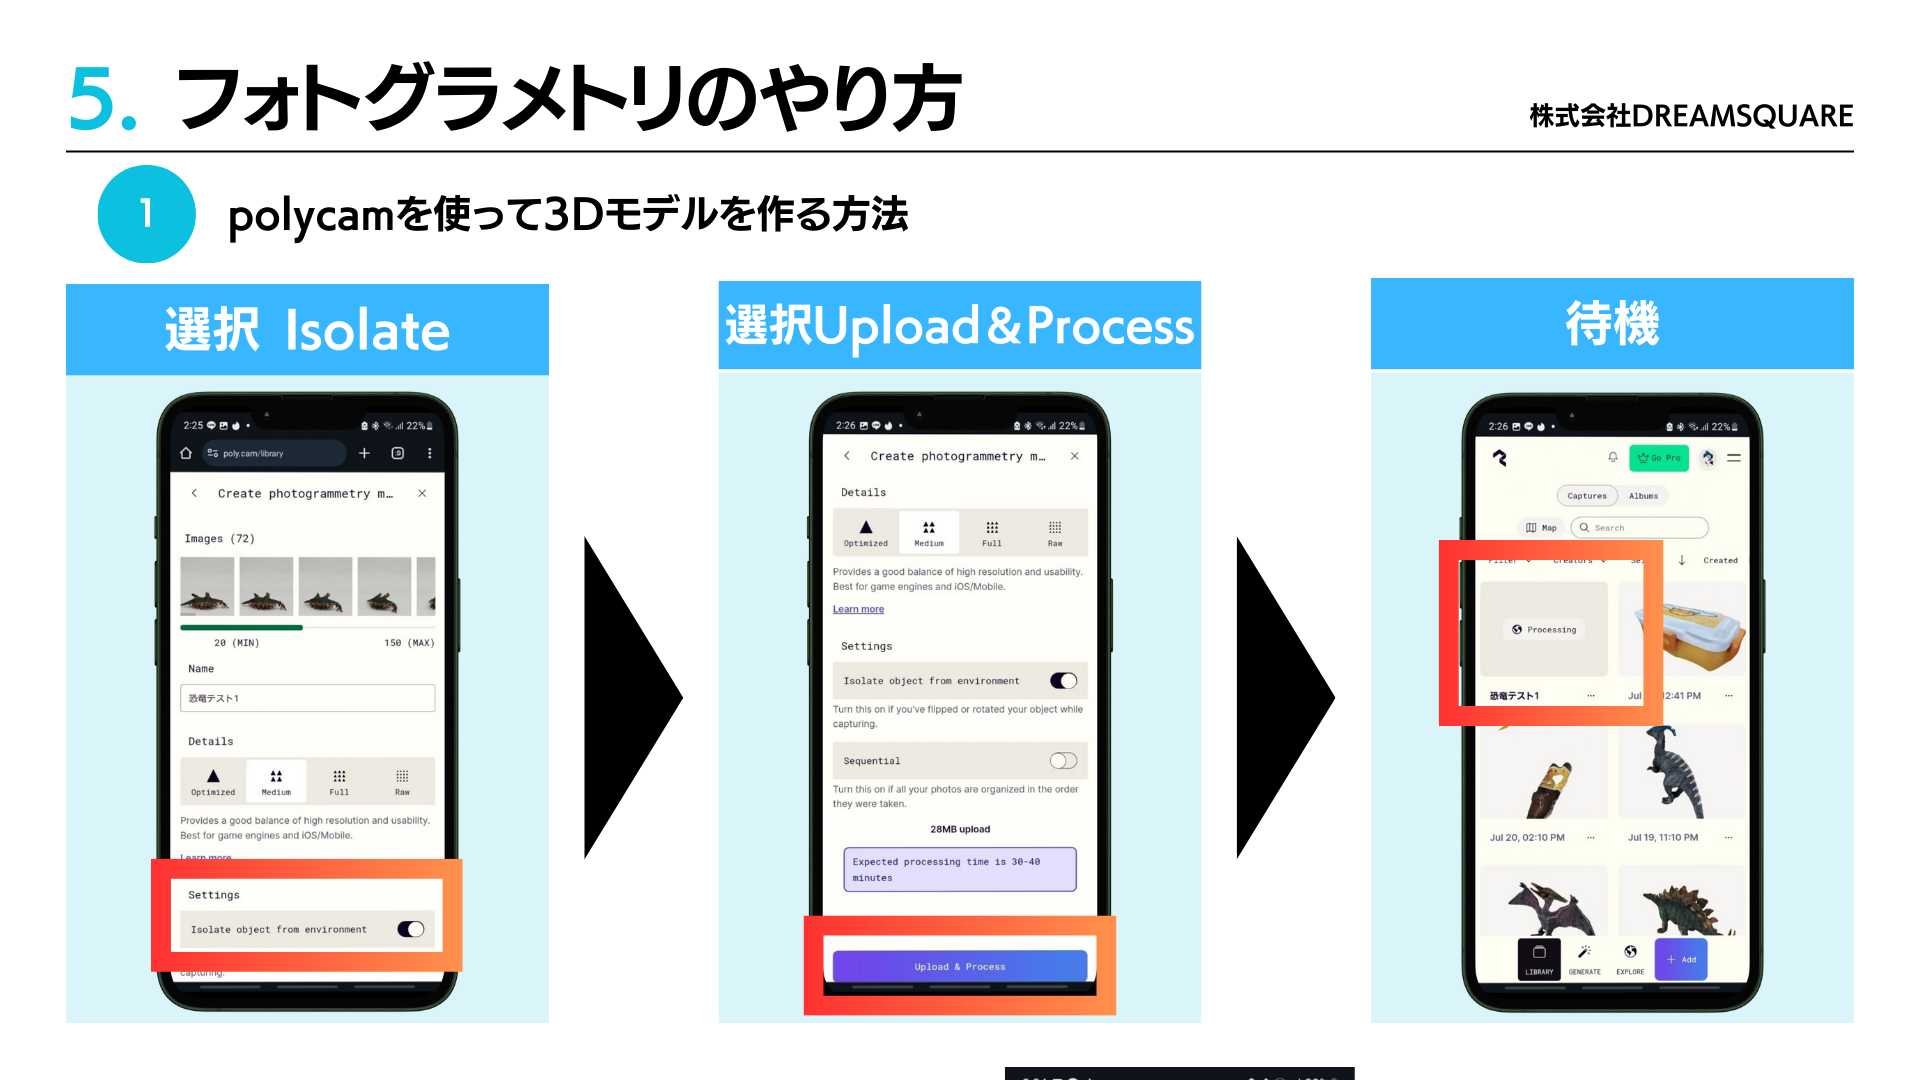 5. フォトグラメトリのやり方
株式会社DREAMSQUARE
1
polycamを使って3Dモデルを作る方法
選択 Isolate
2:25
22%
poly.cam/library
Create photogrammetry m…
Images (72)
20 (MIN)
150 (MAX)
Name
恐竜テスト1
Details
Optimized
Medium
Full
Raw
Provides a good balance of high resolution and usability.
Best for game engines and iOS/Mobile.
Learn more
Settings
Isolate object from environment
capturing.
選択Upload&Process
2:26
22%
Create photogrammetry m…
Details
Optimized
Medium
Full
Raw
Provides a good balance of high resolution and usability.
Best for game engines and iOS/Mobile.
Learn more
Settings
Isolate object from environment
Turn this on if you've flipped or rotated your object while
capturing.
Sequential
Turn this on if all your photos are organized in the order
they were taken.
28MB upload
Expected processing time is 30-40
minutes
Upload & Process
待機
2:26
22%
Go Pro
Captures
Albums
Map
Search
Filter
Creators
Created
Processing
恐竜テスト1
Jul
2:41 PM
Jul 20, 02:10 PM
Jul 19, 11:10 PM
LIBRARY
GENERATE
EXPLORE
+ Add